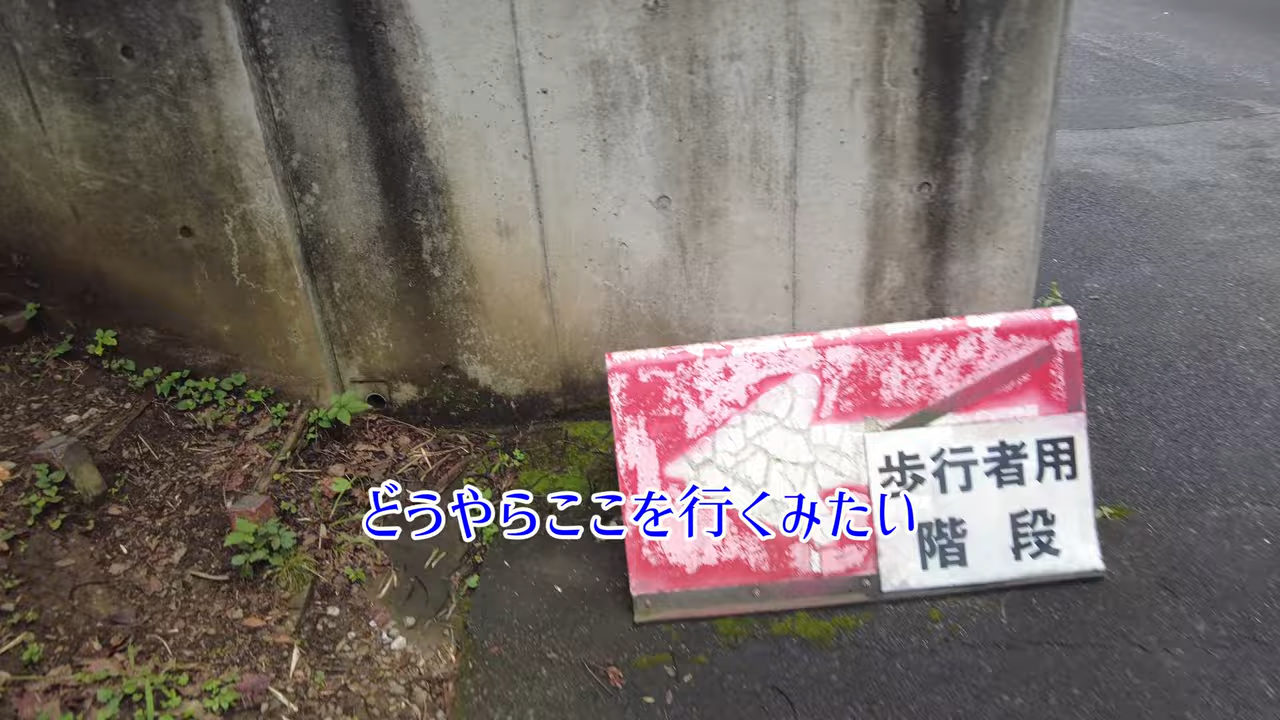 歩行者用
階段
どうやらここを行くみたい